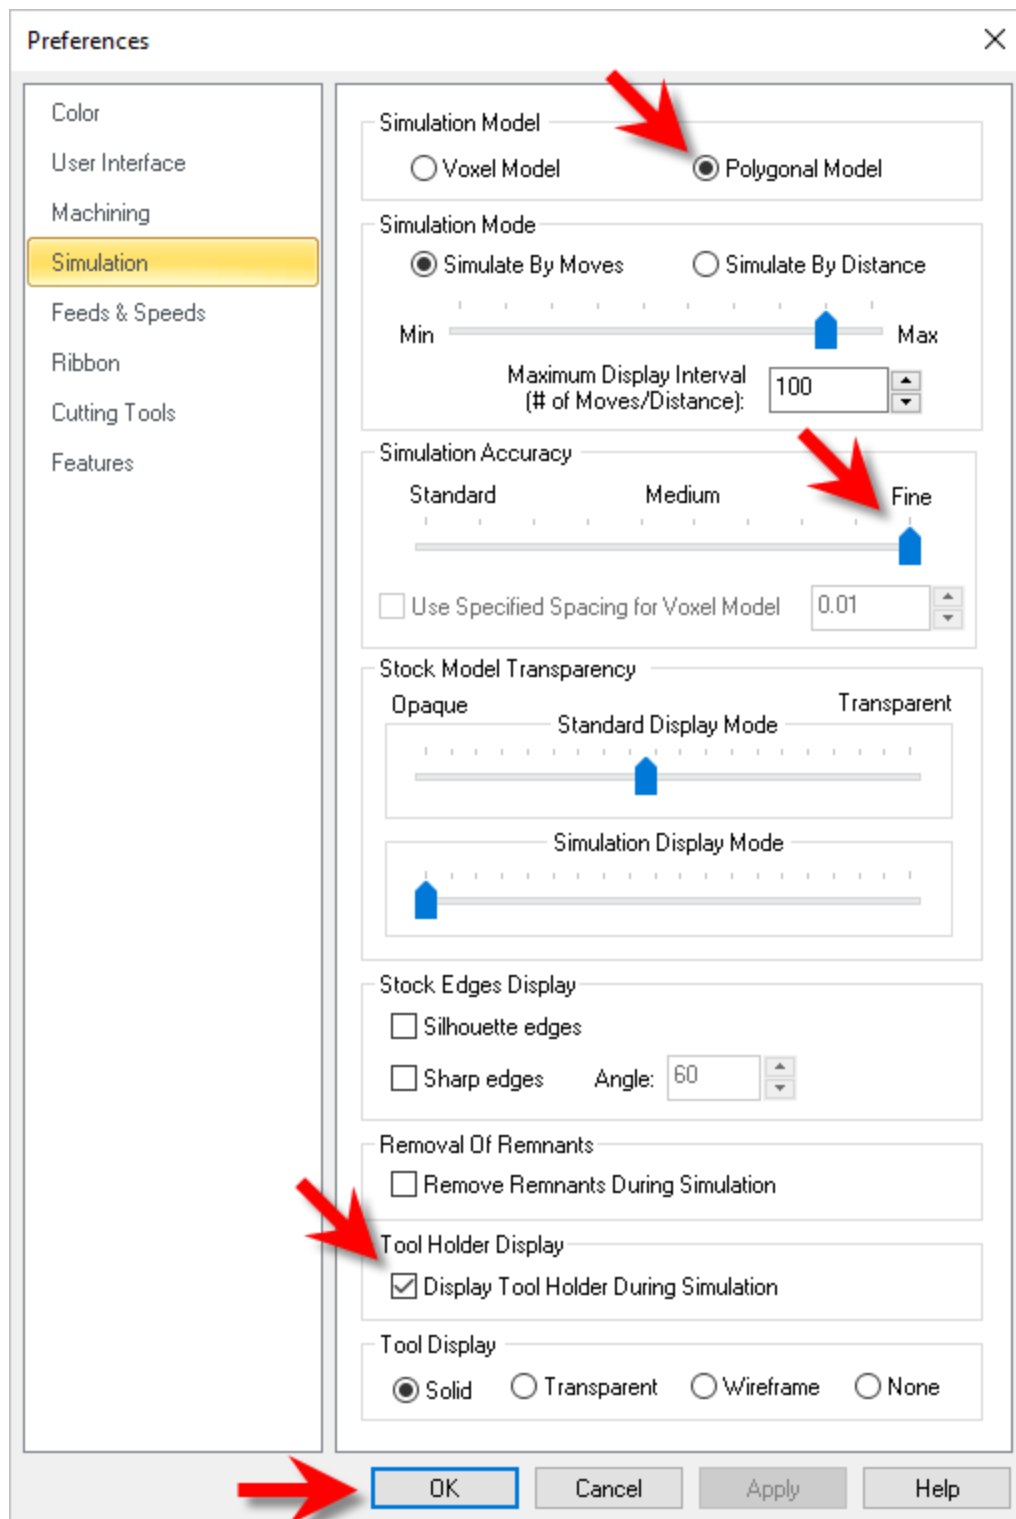 Preferences
Color
User Interface
Machining
Simulation
Feeds & Speeds
Ribbon
Cutting Tools
Features
Simulation Model
Voxel Model
Polygonal Model
Simulation Mode
Simulate By Moves
Simulate By Distance
Min
Max
Maximum Display Interval
(# of Moves/Distance):
100
Simulation Accuracy
Standard
Medium
Fine
Use Specified Spacing for Voxel Model
0.01
Stock Model Transparency
Opaque
Transparent
Standard Display Mode
Simulation Display Mode
Stock Edges Display
Silhouette edges
Sharp edges
Angle:
60
Removal Of Remnants
Remove Remnants During Simulation
Tool Holder Display
Display Tool Holder During Simulation
Tool Display
Solid
Transparent
Wireframe
None
OK
Cancel
Apply
Help